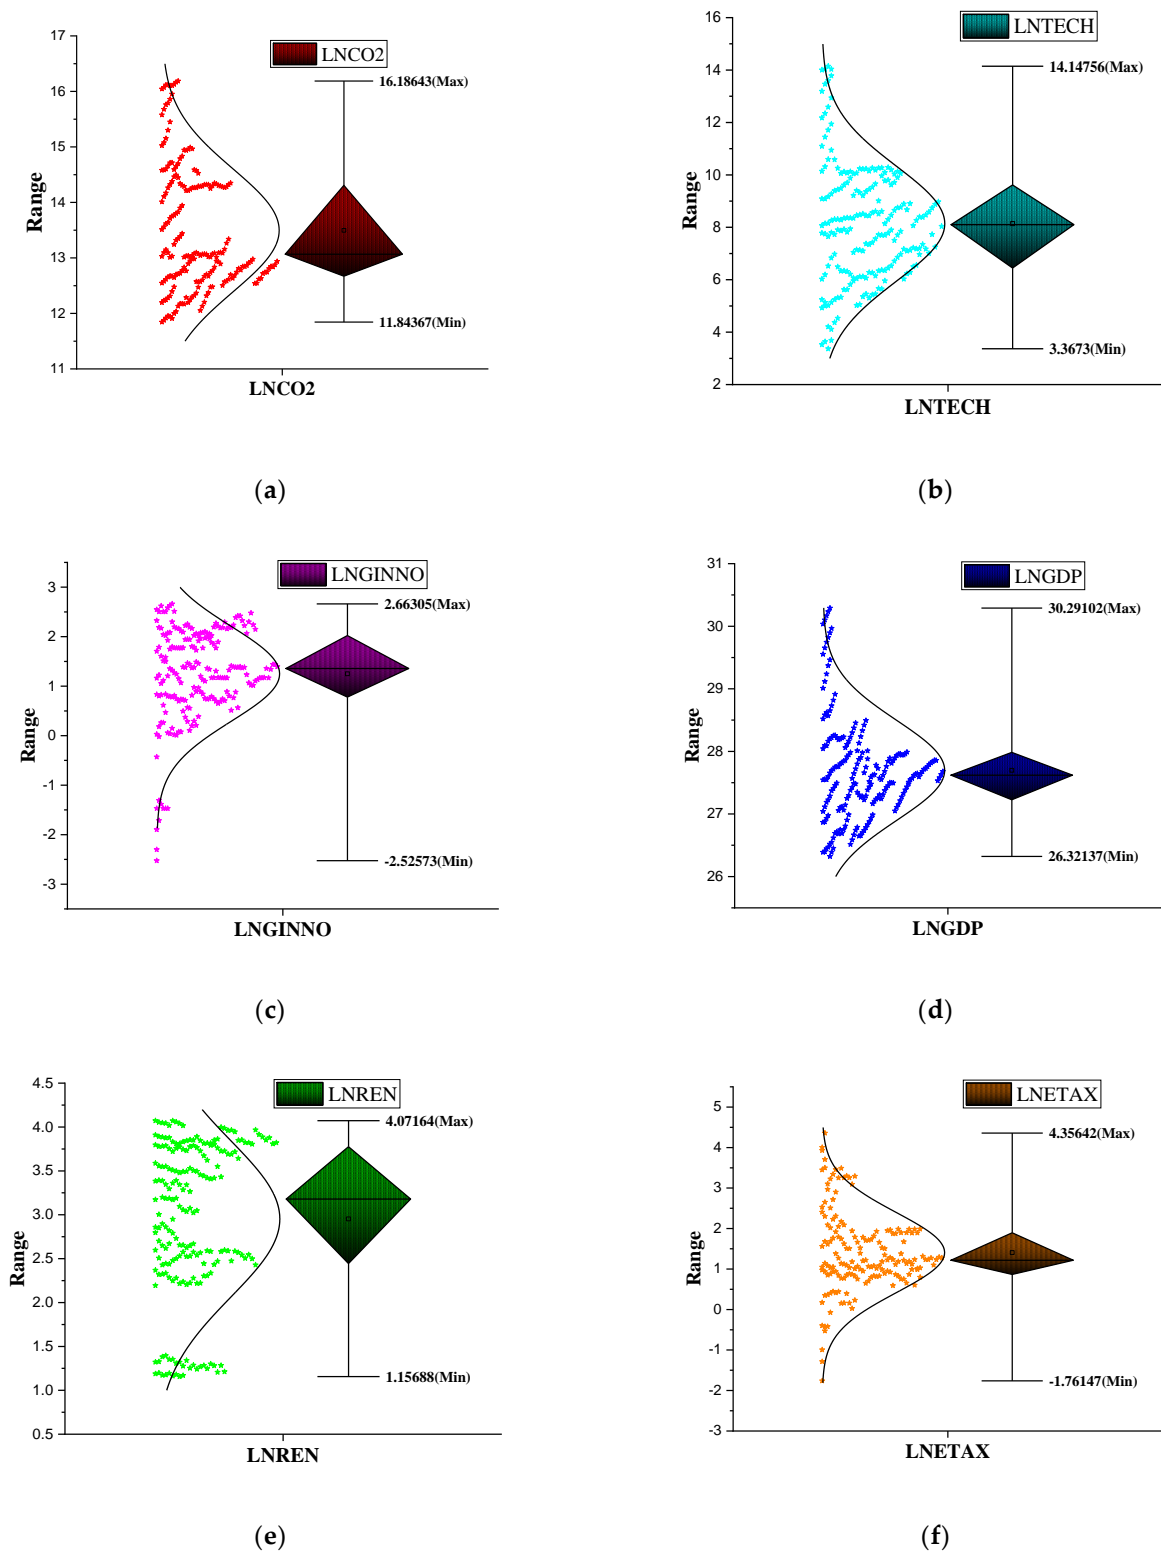 LNCO2
17
16
15
14
13
12
11
Range
16.18643(Max)
11.84367(Min)
LNCO2
(a)
LNTECH
16
14
12
10
8
6
4
2
Range
14.14756(Max)
3.3673(Min)
LNTECH
(b)
LNGINNO
3
2
1
0
-1
-2
-3
Range
2.66305(Max)
-2.52573(Min)
LNGINNO
(c)
LNGDP
31
30
29
28
27
26
Range
30.29102(Max)
26.32137(Min)
LNGDP
(d)
LNREN
4.5
4.0
3.5
3.0
2.5
2.0
1.5
1.0
0.5
Range
4.07164(Max)
1.15688(Min)
LNREN
(e)
LNETAX
5
4
3
2
1
0
-1
-2
-3
Range
4.35642(Max)
-1.76147(Min)
LNETAX
(f)